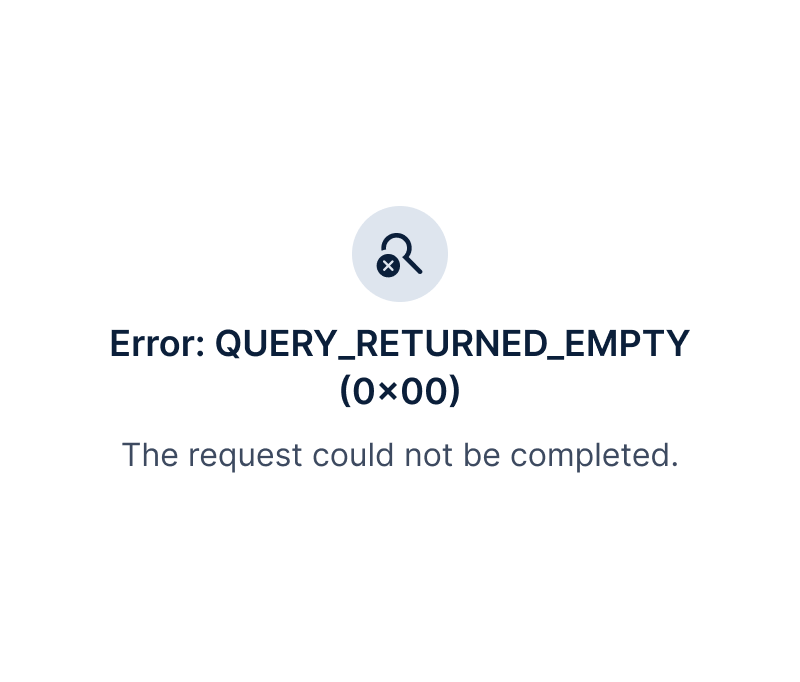 Error: QUERY_RETURNED_EMPTY
(0×00)
The request could not be completed.